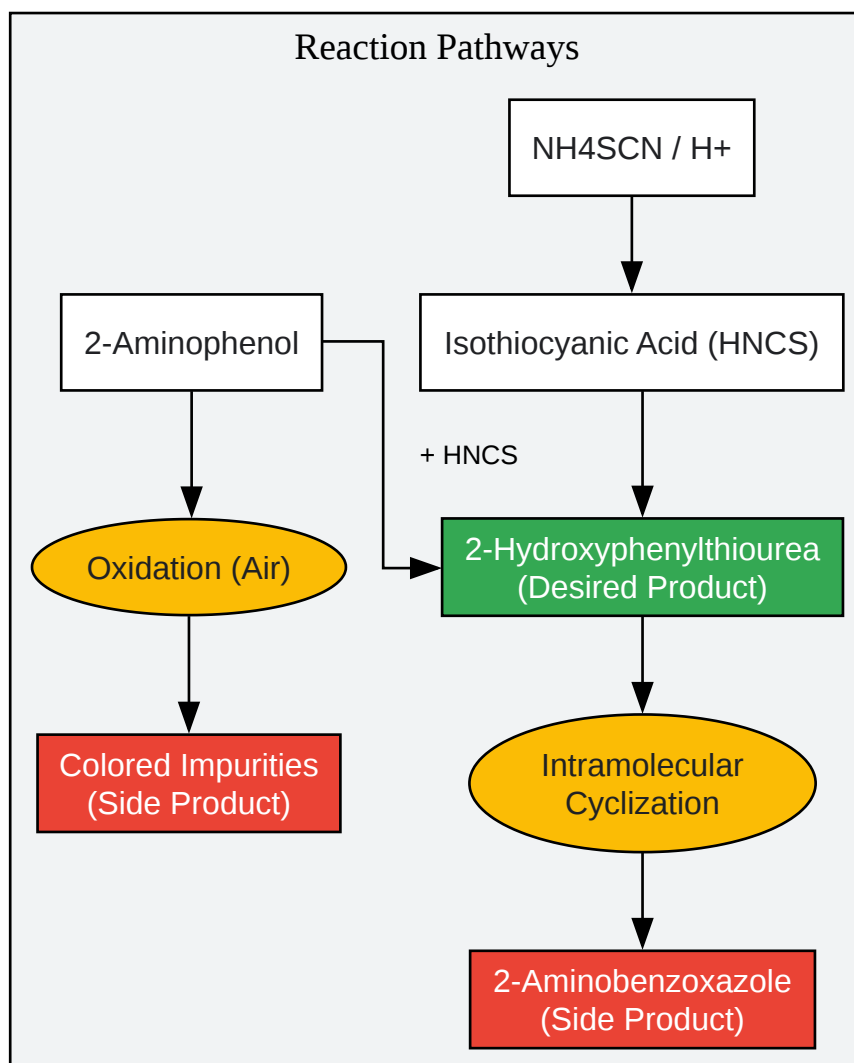 Reaction Pathways
NH4SCN / H+
2-Aminophenol
Isothiocyanic Acid (HNCS)
+ HNCS
Oxidation (Air)
2-Hydroxyphenylthiourea
(Desired Product)
Colored Impurities
(Side Product)
Intramolecular
Cyclization
2-Aminobenzoxazole
(Side Product)